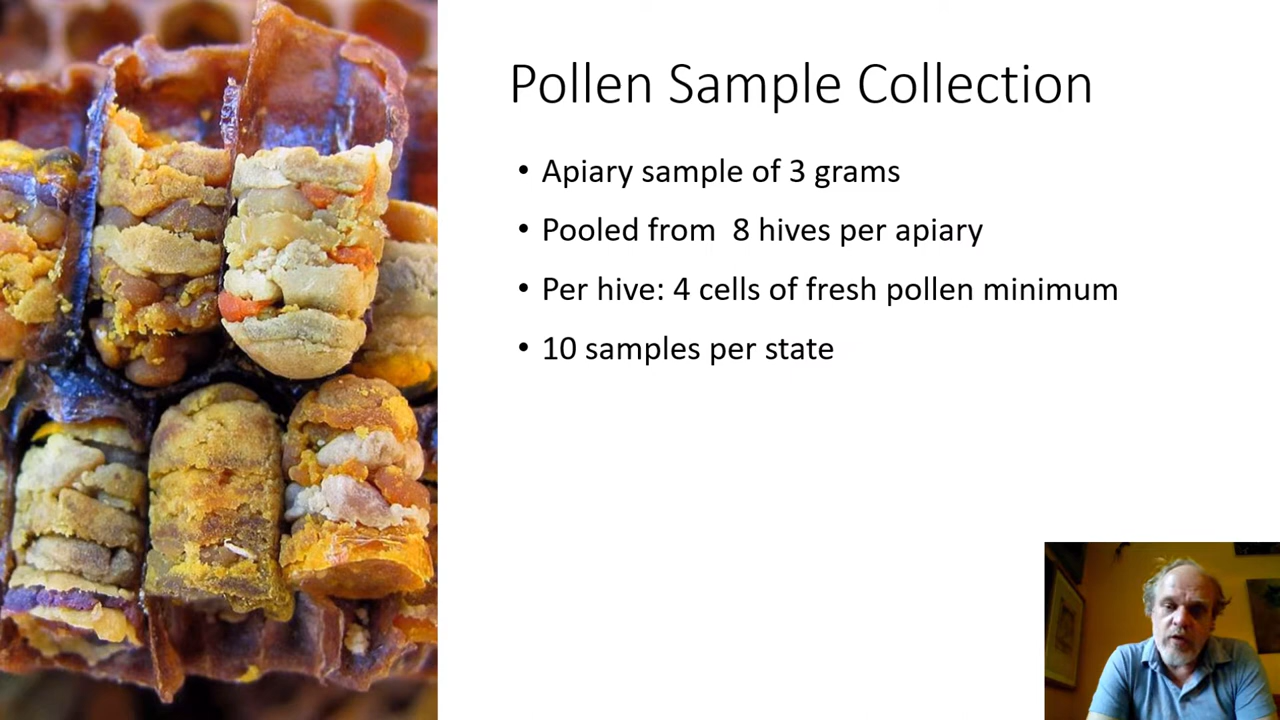 Pollen Sample Collection
• Apiary sample of 3 grams
• Pooled from  8 hives per apiary
• Per hive: 4 cells of fresh pollen minimum
• 10 samples per state